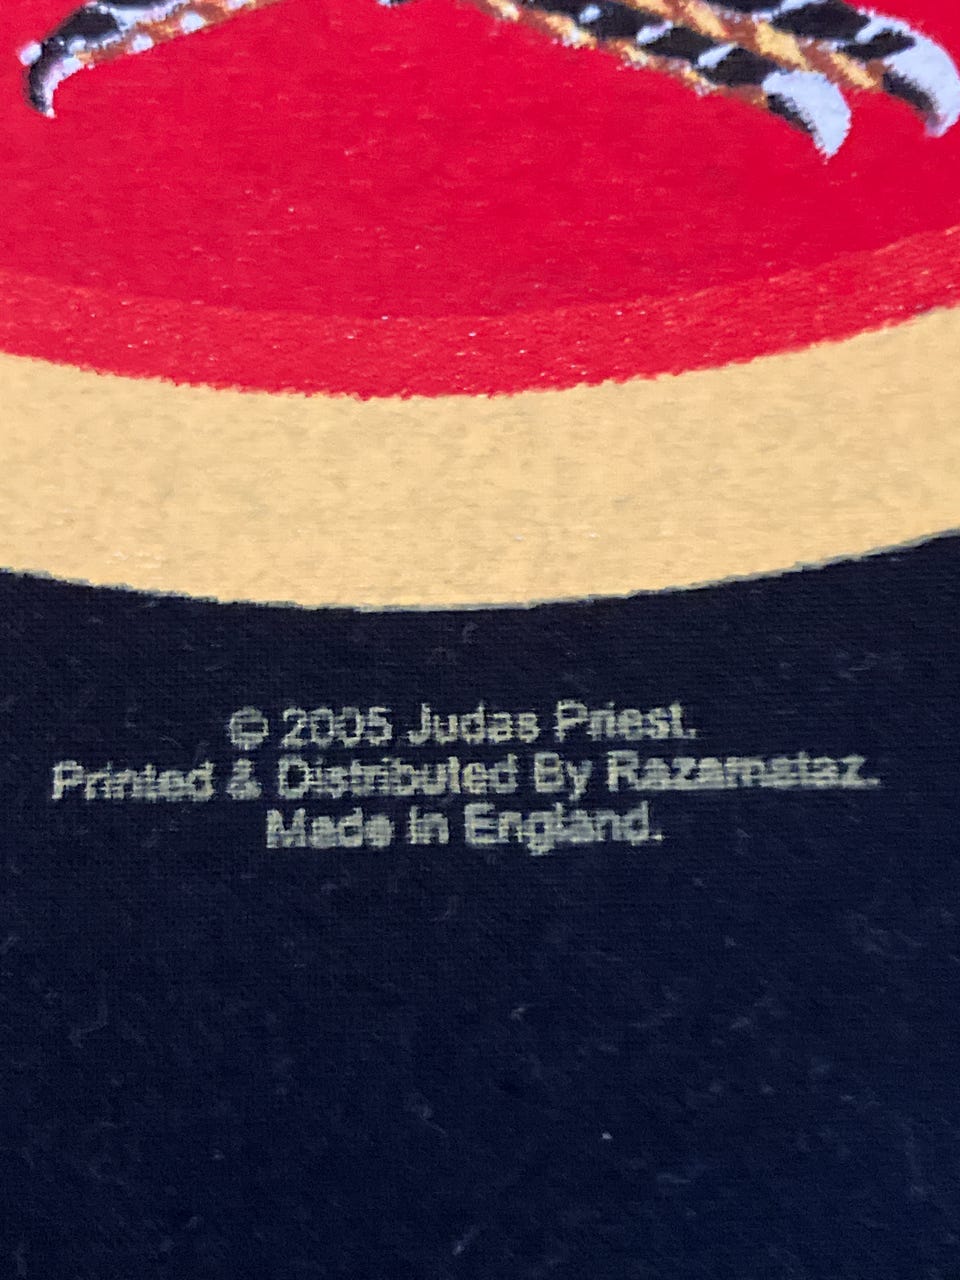 © 2005 Judas Priest.
Printed & Distributed By Razamataz.
Made In England.